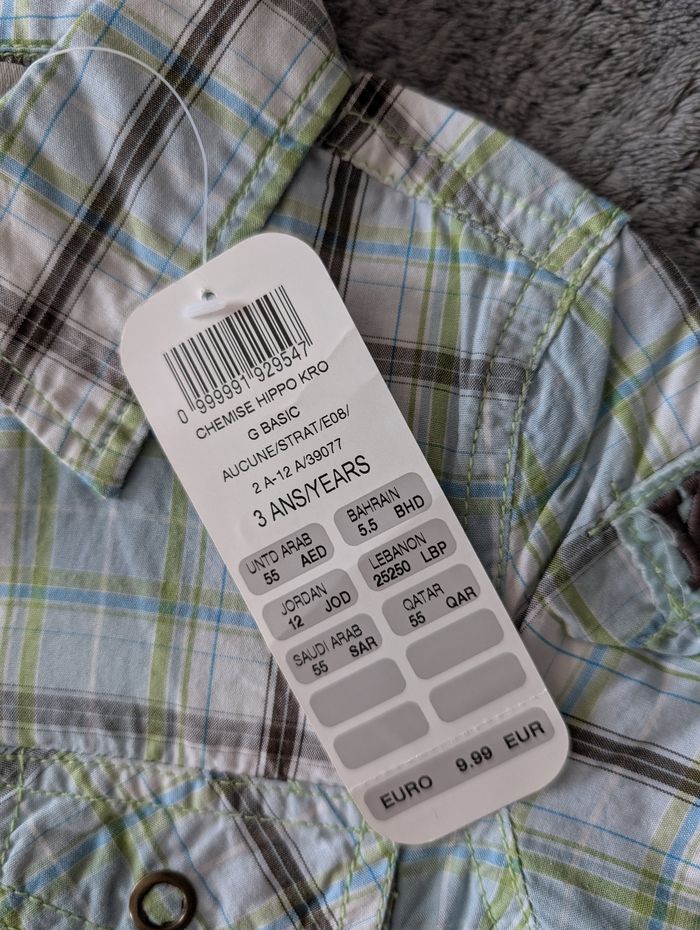 0 999991 929547
CHEMISE HIPPO KRO
G BASIC
AUCUNE/STRAT/E08/
2 A-12 A/39077
3 ANS/YEARS
UNTD ARAB
55 AED
BAHRAIN
5.5 BHD
JORDAN
12 JOD
LEBANON
25250 LBP
SAUDI ARAB
55 SAR
QATAR
55 QAR
EURO 9.99 EUR